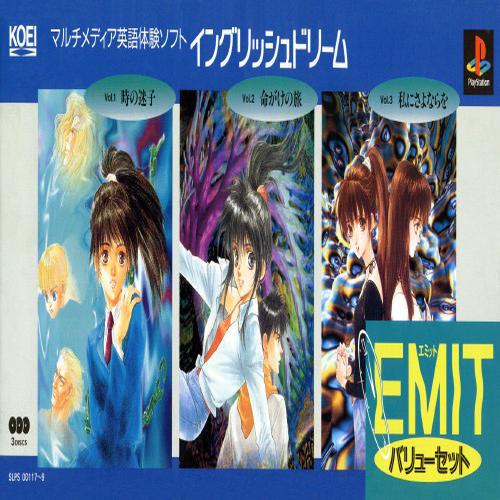 KOEI
マルチメディア英語体験ソフト イングリッシュドリーム
PlayStation
Vol.1 時の迷子
Vol.2 命がけの旅
Vol.3 私にさよならを
エミット
EMIT
バリューセット
3 DISCS
SLPS 00117～9